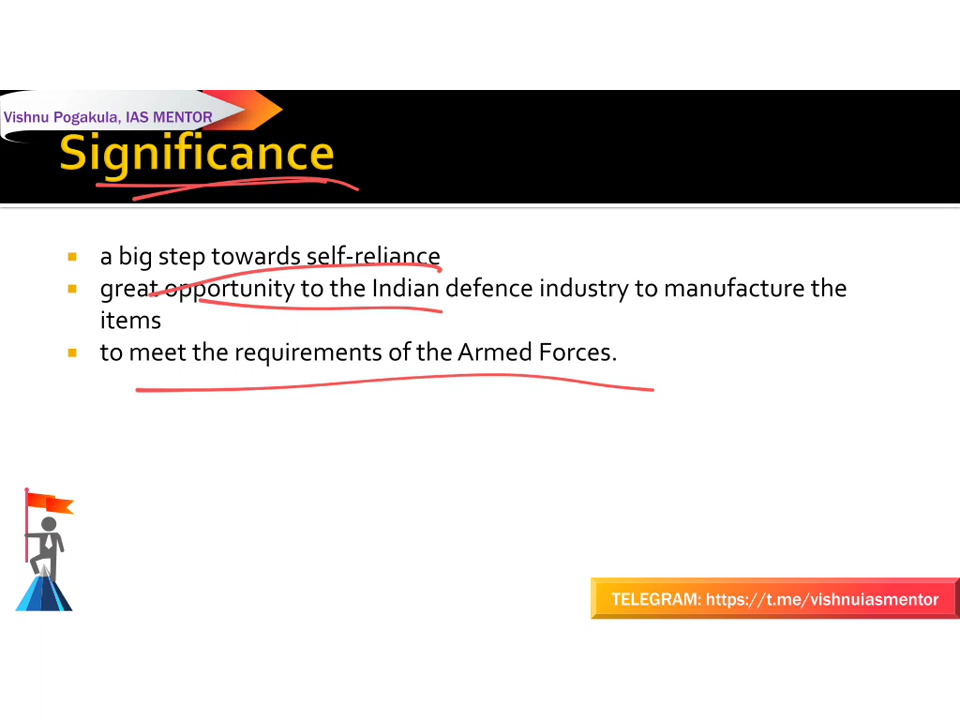 Vishnu Pogakula, IAS MENTOR
Significance
a big step towards self-reliance
great opportunity to the Indian defence industry to manufacture the
items
to meet the requirements of the Armed Forces.
TELEGRAM: https://t.me/vishnuiasmentor